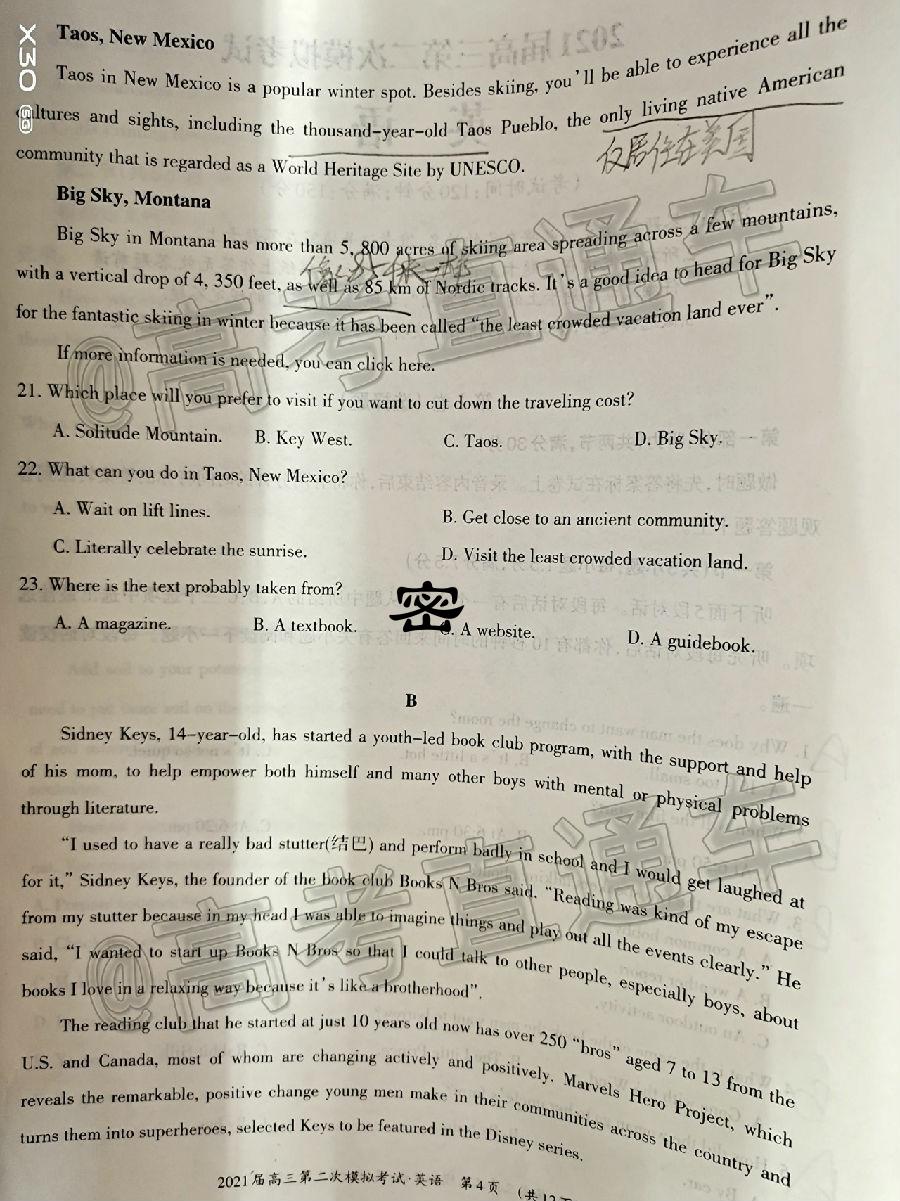 Taos, New Mexico
Taos in New Mexico is a popular winter spot. Besides skiing, you'll be able to experience all the
cultures and sights, including the thousand-year-old Taos Pueblo, the only living native American
仅居住在美国
community that is regarded as a World Heritage Site by UNESCO.
Big Sky, Montana
Big Sky in Montana has more than 5, 800 acres of skiing area spreading across a few mountains,
with a vertical drop of 4, 350 feet, as well as 85 km of Nordic tracks. It's a good idea to head for Big Sky
for the fantastic skiing in winter because it has been called "the least crowded vacation land ever".
If more information is needed, you can click here.
21. Which place will you prefer to visit if you want to cut down the traveling cost?
A. Solitude Mountain. B. Key West. C. Taos. D. Big Sky.
22. What can you do in Taos, New Mexico?
A. Wait on lift lines. B. Get close to an ancient community.
C. Literally celebrate the sunrise. D. Visit the least crowded vacation land.
23. Where is the text probably taken from?
A. A magazine. B. A textbook. C. A website. D. A guidebook.
密
B
Sidney Keys, 14-year-old, has started a youth-led book club program, with the support and help
of his mom, to help empower both himself and many other boys with mental or physical problems
through literature.
"I used to have a really bad stutter(结巴) and perform badly in school and I would get laughed at
for it," Sidney Keys, the founder of the book club Books N Bros said. "Reading was kind of my escape
from my stutter because in my head I was able to imagine things and play out all the events clearly." He
said, "I wanted to start up Books N Bros so that I could talk to other people, especially boys, about
books I love in a relaxing way because it's like a brotherhood".
The reading club that he started at just 10 years old now has over 250 "bros" aged 7 to 13 from the
U.S. and Canada, most of whom are changing actively and positively. Marvels Hero Project, which
reveals the remarkable, positive change young men make in their communities across the country and
turns them into superheroes, selected Keys to be featured in the Disney series.
2021届高三第二次模拟考试·英语 第4页 (共12页
@高考直通车
@高考直通车
X30